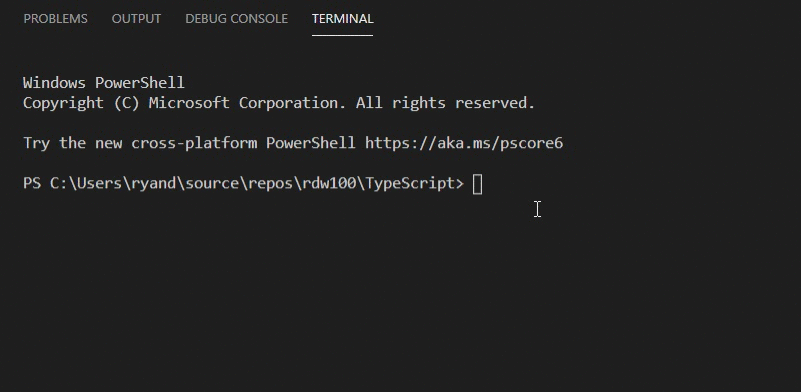 PROBLEMS OUTPUT DEBUG CONSOLE TERMINAL
Windows PowerShell
Copyright (C) Microsoft Corporation. All rights reserved.
Try the new cross-platform PowerShell https://aka.ms/pscore6
PS C:\Users\ryand\source\repos\rdw100\TypeScript>